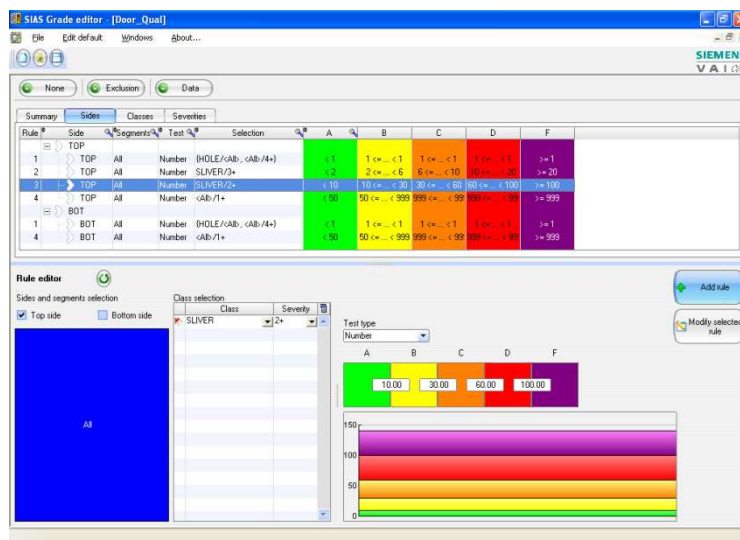 SIAS Grade editor - [Door_Qual]
File Edit default Windows About...
SIEMEN
VAI
None Exclusion Data
Summary Sides Classes Severities
Rule Side Segments Test Selection A B C D F
TOP
1 TOP All Number {HOLE/<Alb, <Alb/4+} < 1 1 <= ... < 1 1 <= ... < 1 1 <= ... < 1 >= 1
2 TOP All Number SLIVER/3+ < 2 2 <= ... < 6 6 <= ... < 10 10 <= ... < 20 >= 20
3 TOP All Number SLIVER/2+ < 10 10 <= ... < 30 30 <= ... < 60 60 <= ... < 100 >= 100
4 TOP All Number <Alb/1+ < 50 50 <= ... < 999 999 <= ... < 99 999 <= ... < 99 >= 999
BOT
1 BOT All Number {HOLE/<Alb, <Alb/4+} < 1 1 <= ... < 1 1 <= ... < 1 1 <= ... < 1 >= 1
4 BOT All Number <Alb/1+ < 50 50 <= ... < 999 999 <= ... < 99 999 <= ... < 99 >= 999
Rule editor
Add rule
Sides and segments selection
Class selection
Top side Bottom side
Class Severity
SLIVER 2+
Modify selected
rule
Test type
Number
A B C D F
10.00 30.00 60.00 100.00
All
150
100
50
0